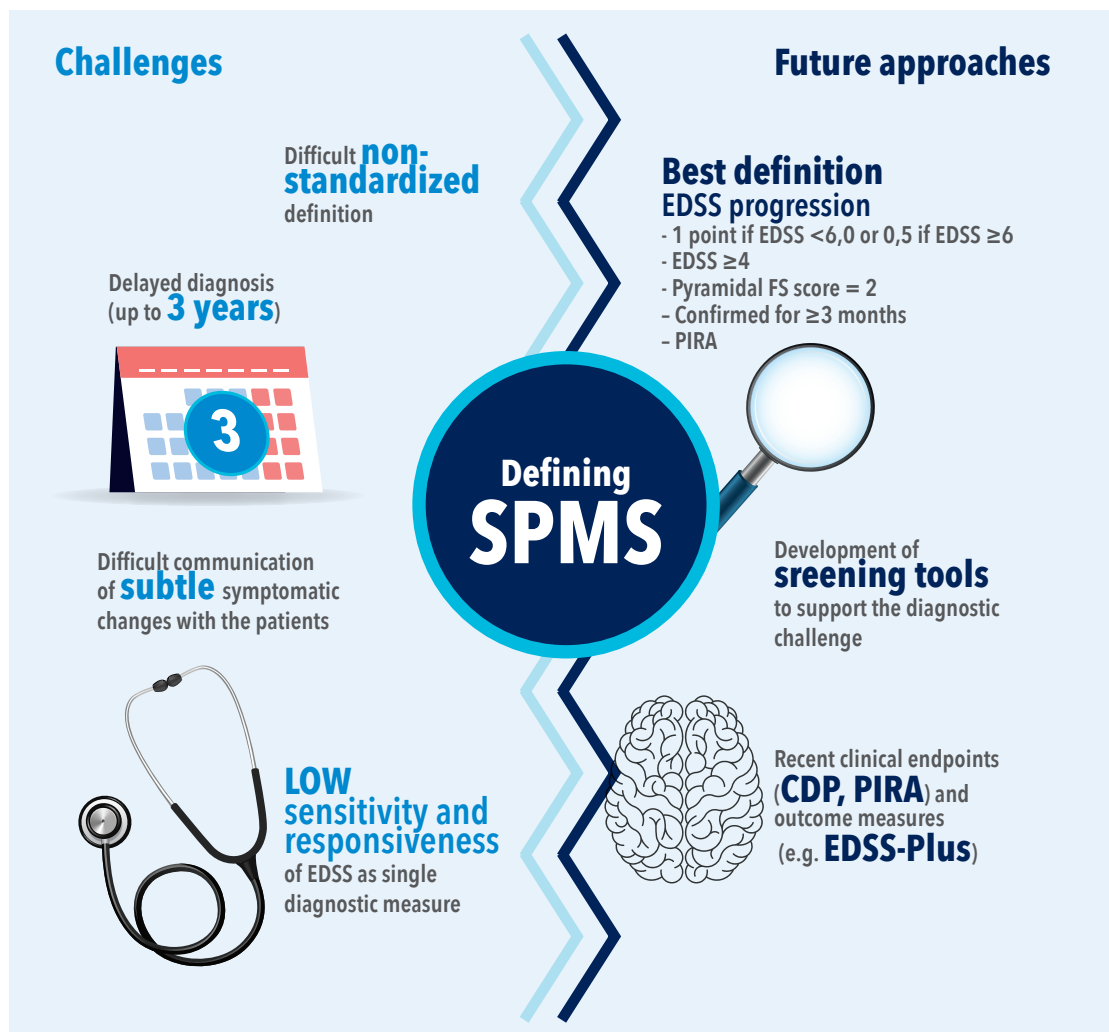 Challenges
Difficult non-
standardized
definition
Delayed diagnosis
(up to 3 years)
3
Difficult communication
of subtle symptomatic
changes with the patients
LOW
sensitivity and
responsiveness
of EDSS as single
diagnostic measure
Defining
SPMS
Future approaches
Best definition
EDSS progression
- 1 point if EDSS <6,0 or 0,5 if EDSS ≥6
- EDSS ≥4
- Pyramidal FS score = 2
– Confirmed for ≥3 months
– PIRA
Development of
sreening tools
to support the diagnostic
challenge
Recent clinical endpoints
(CDP, PIRA) and
outcome measures
(e.g. EDSS-Plus)